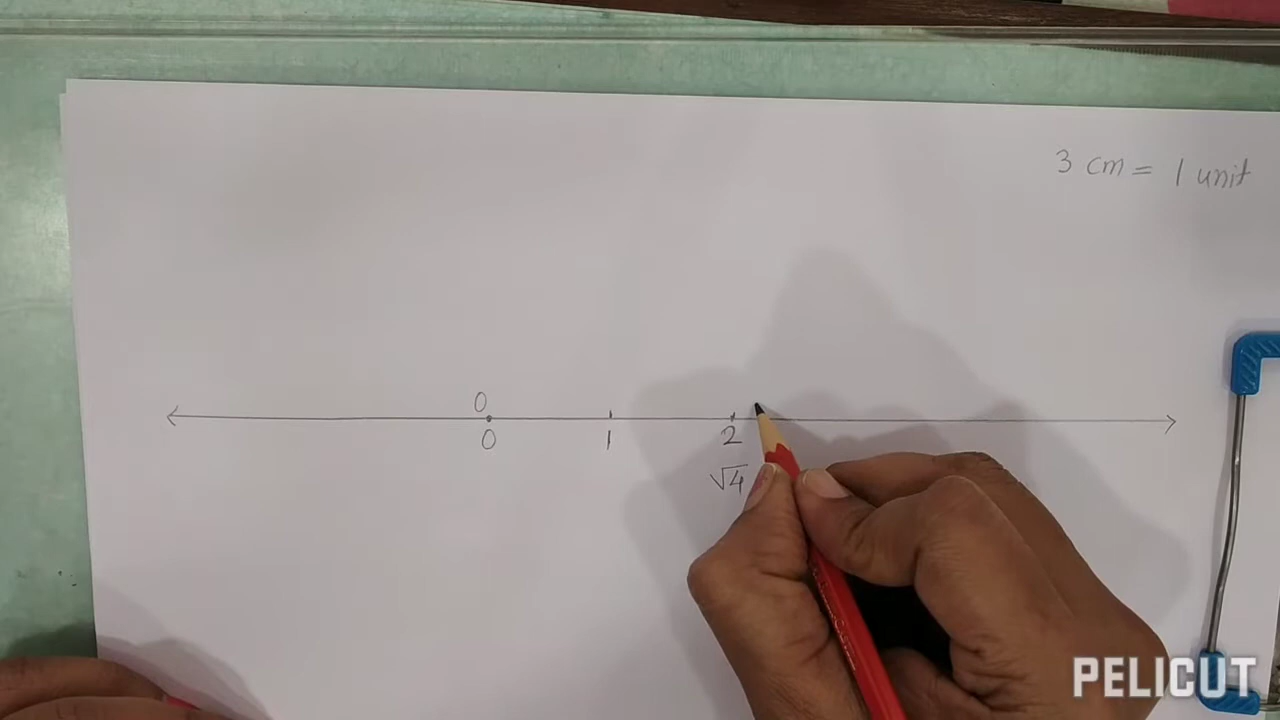 3 cm = 1 unit
0
0 1 2
√4
PELICUT